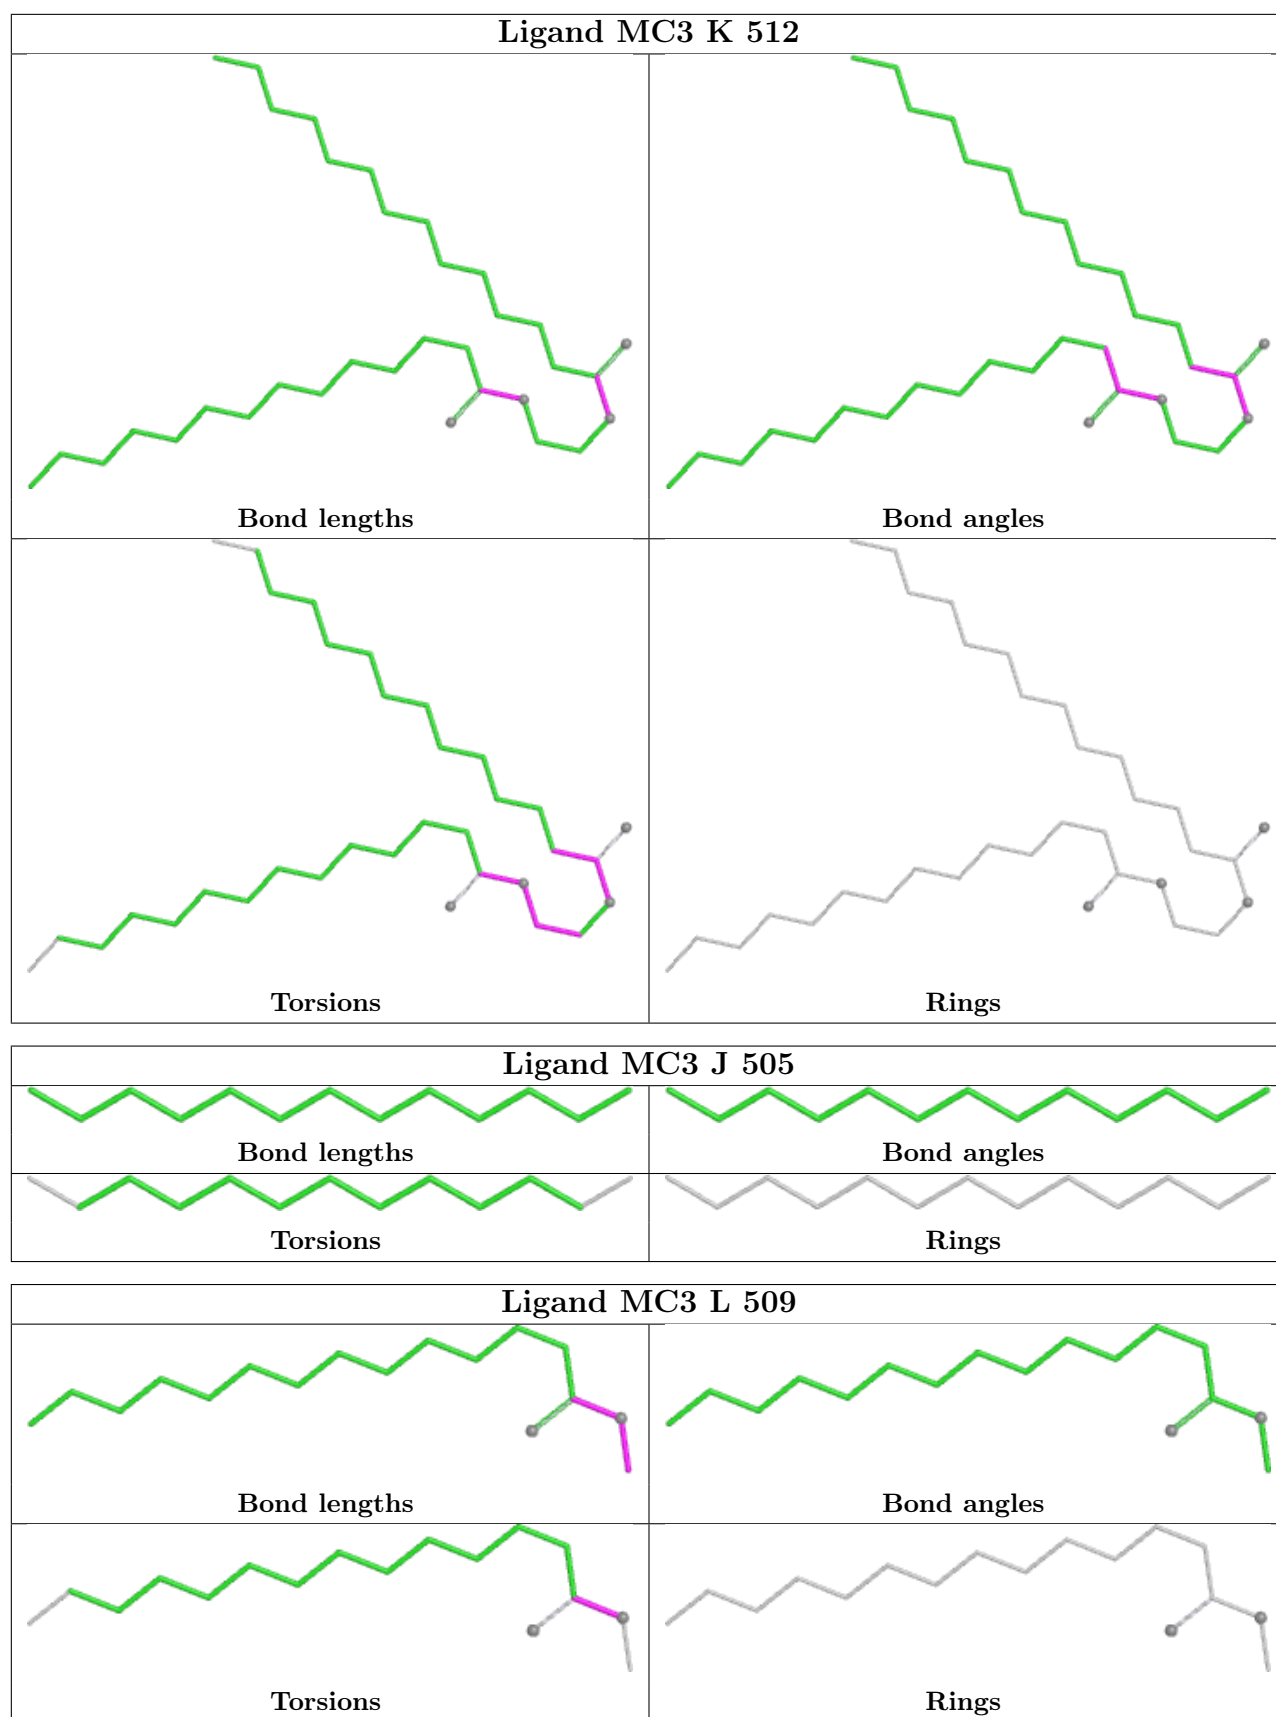 Ligand MC3 K 512
Bond lengths
Bond angles
Torsions
Rings
Ligand MC3 J 505
Bond lengths
Bond angles
Torsions
Rings
Ligand MC3 L 509
Bond lengths
Bond angles
Torsions
Rings